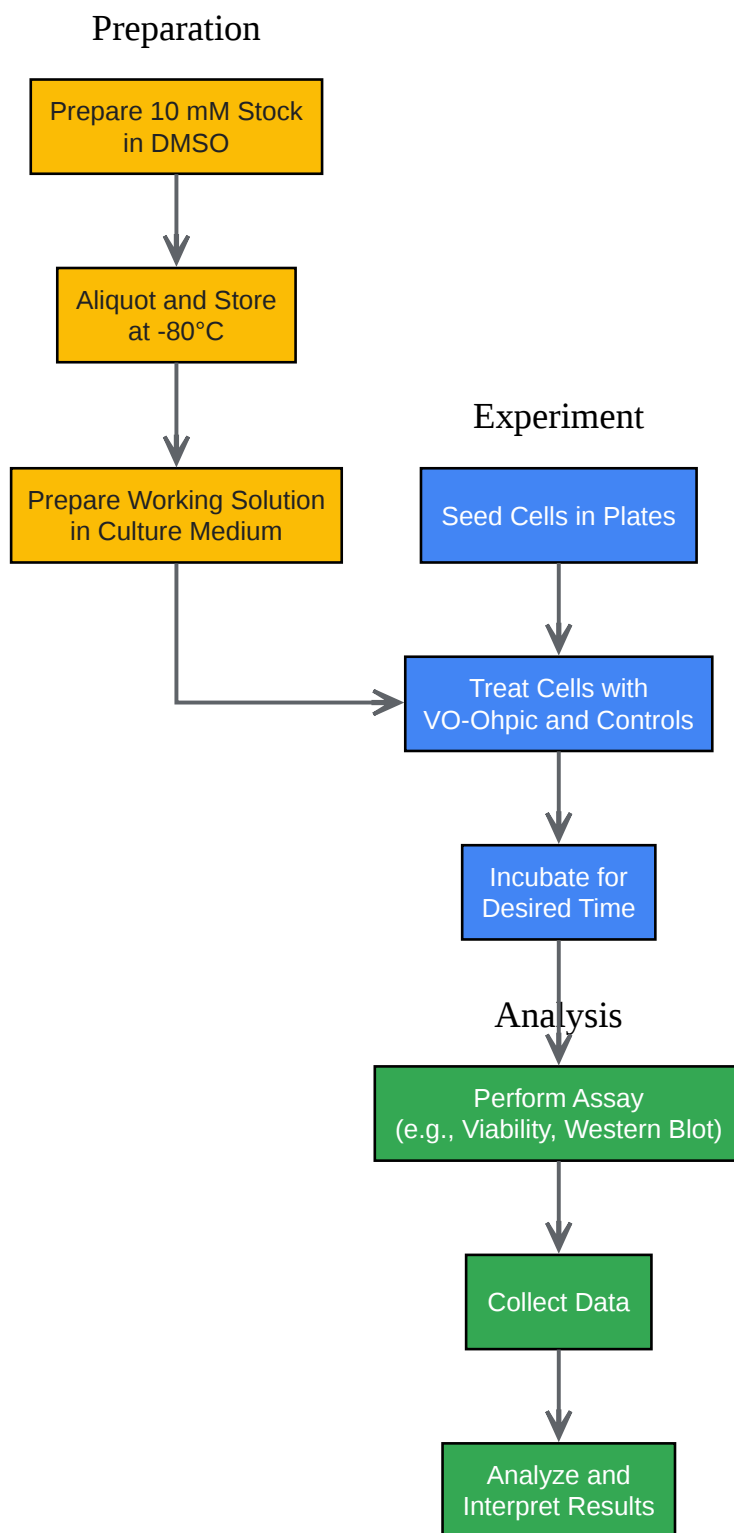 Preparation
Prepare 10 mM Stock
in DMSO
Aliquot and Store
at -80°C
Prepare Working Solution
in Culture Medium
Experiment
Seed Cells in Plates
Treat Cells with
VO-Ohpic and Controls
Incubate for
Desired Time
Analysis
Perform Assay
(e.g., Viability, Western Blot)
Collect Data
Analyze and
Interpret Results